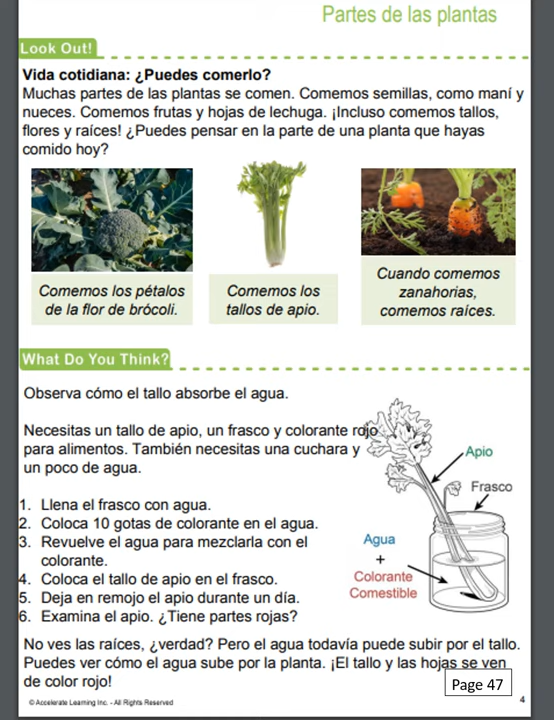 Partes de las plantas
Look Out!
Vida cotidiana: ¿Puedes comerlo?
Muchas partes de las plantas se comen. Comemos semillas, como maní y
nueces. Comemos frutas y hojas de lechuga. ¡Incluso comemos tallos,
flores y raíces! ¿Puedes pensar en la parte de una planta que hayas
comido hoy?
Comemos los pétalos
de la flor de brócoli.
Comemos los
tallos de apio.
Cuando comemos
zanahorias,
comemos raíces.
What Do You Think?
Observa cómo el tallo absorbe el agua.
Necesitas un tallo de apio, un frasco y colorante rojo
para alimentos. También necesitas una cuchara y
un poco de agua.
1. Llena el frasco con agua.
2. Coloca 10 gotas de colorante en el agua.
3. Revuelve el agua para mezclarla con el
colorante.
4. Coloca el tallo de apio en el frasco.
5. Deja en remojo el apio durante un día.
6. Examina el apio. ¿Tiene partes rojas?
Apio
Frasco
Agua
+
Colorante
Comestible
No ves las raíces, ¿verdad? Pero el agua todavía puede subir por el tallo.
Puedes ver cómo el agua sube por la planta. ¡El tallo y las hojas se ven
de color rojo!
Page 47
© Accelerate Learning Inc. - All Rights Reserved
4